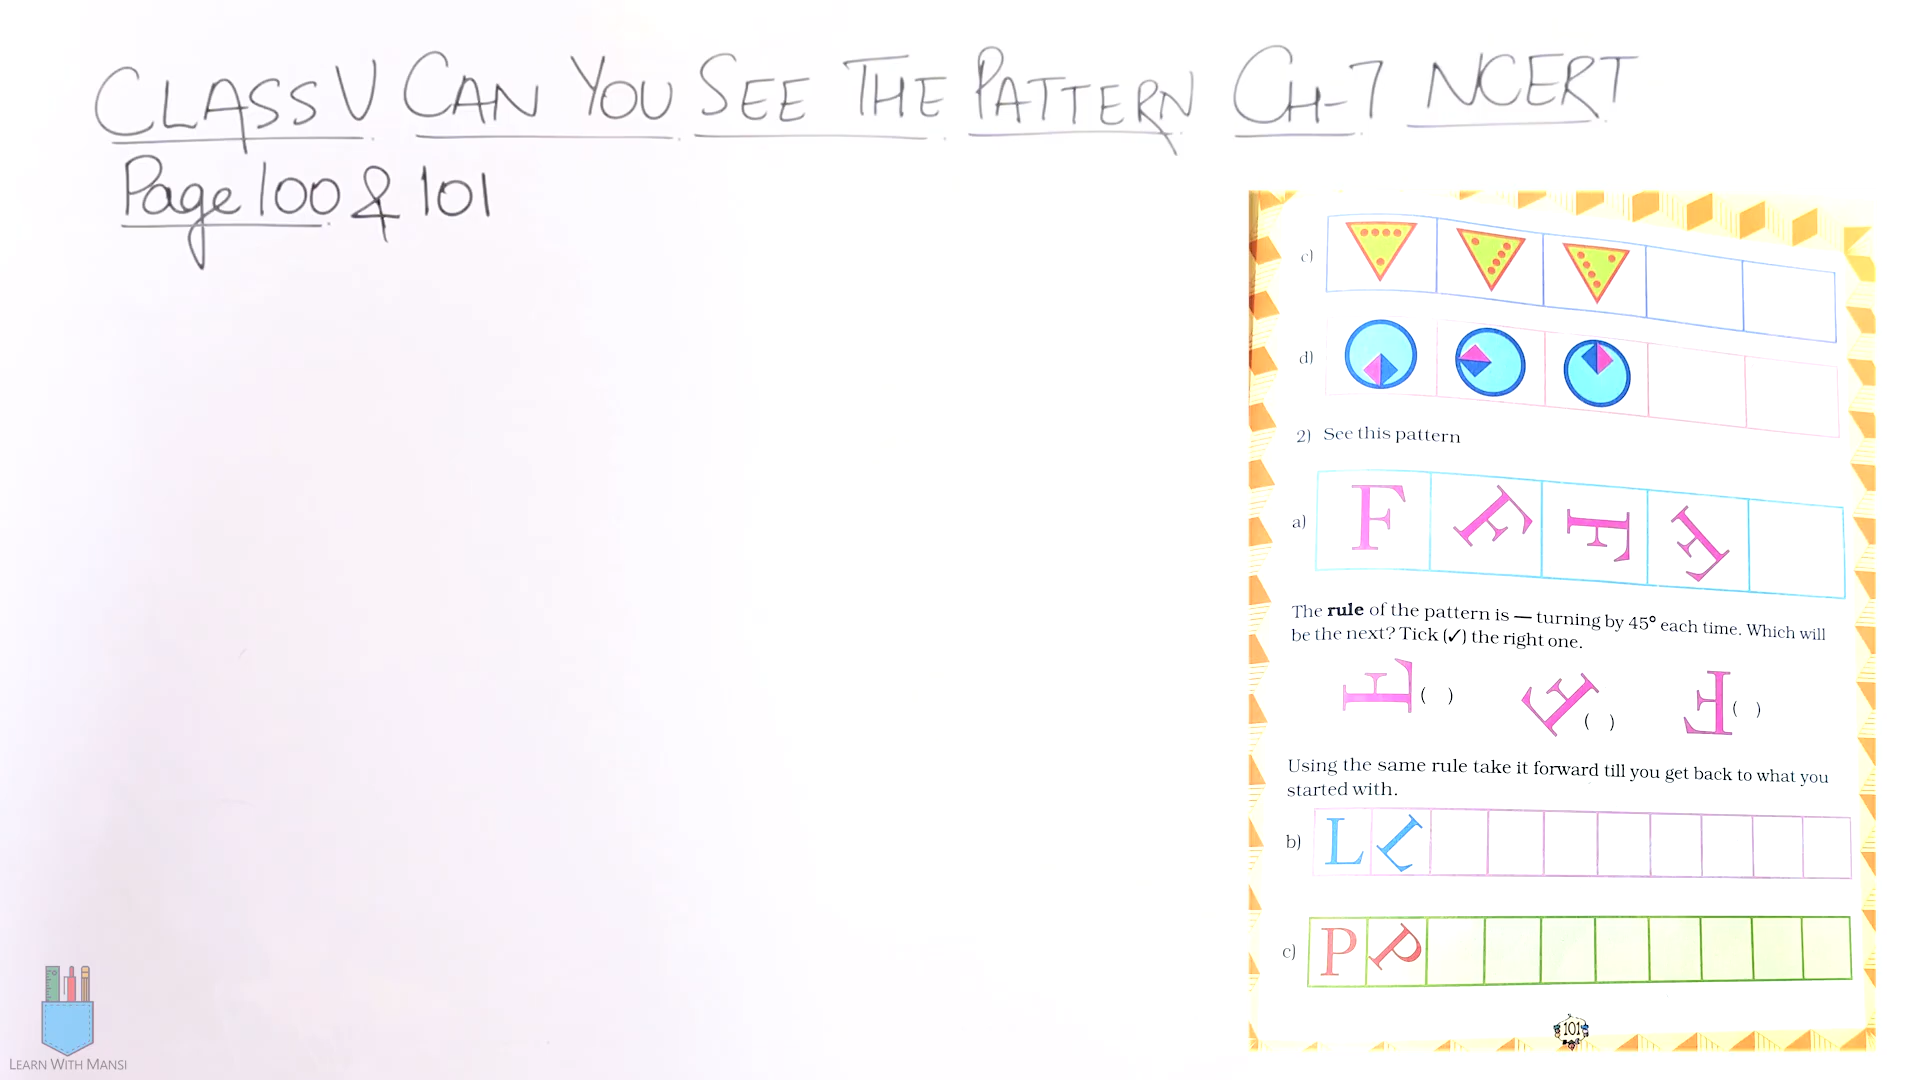 CLASS V CAN YOU SEE THE PATTERN CH-7 NCERT
Page 100 & 101
c)
d)
2) See this pattern
a) F F F F
The rule of the pattern is — turning by 45° each time. Which will
be the next? Tick (✓) the right one.
F ( ) F ( ) F ( )
Using the same rule take it forward till you get back to what you
started with.
b) L L
c) P P
101
LEARN WITH MANSI